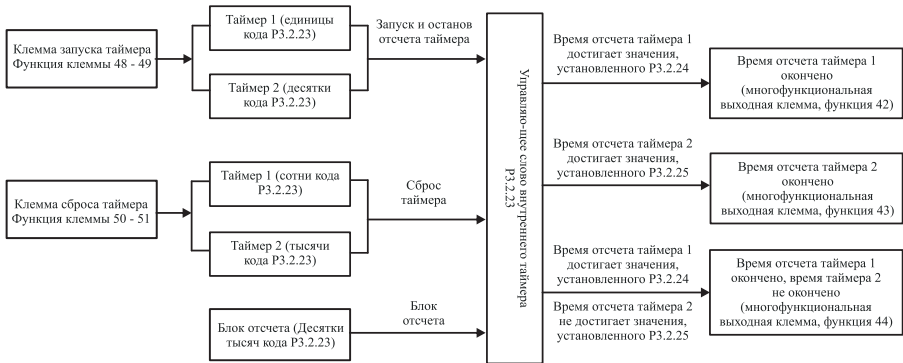 Клемма запуска таймера
Функция клеммы 48 - 49
Таймер 1 (единицы
кода P3.2.23)
Таймер 2 (десятки
кода P3.2.23)
Запуск и останов
отсчета таймера
Клемма сброса таймера
Функция клеммы 50 - 51
Таймер 1 (сотни кода
P3.2.23)
Таймер 2 (тысячи
кода P3.2.23)
Сброс
таймера
Блок отсчета (Десятки
тысяч кода P3.2.23)
Блок
отсчета
Управляю-щее слово внутреннего таймера
P3.2.23
Время отсчета таймера 1
достигает значения,
установленного P3.2.24
Время отсчета таймера 1
окончено
(многофункциональная
выходная клемма, функция 42)
Время отсчета таймера 2
достигает значения,
установленного P3.2.25
Время отсчета таймера 2
окончено
(многофункциональная
выходная клемма, функция 43)
Время отсчета таймера 1
достигает значения,
установленного P3.2.24
Время отсчета таймера 2
не достигает значения,
установленного P3.2.25
Время отсчета таймера 1
окончено, время таймера 2
не окончено
(многофункциональная
выходная клемма, функция 44)